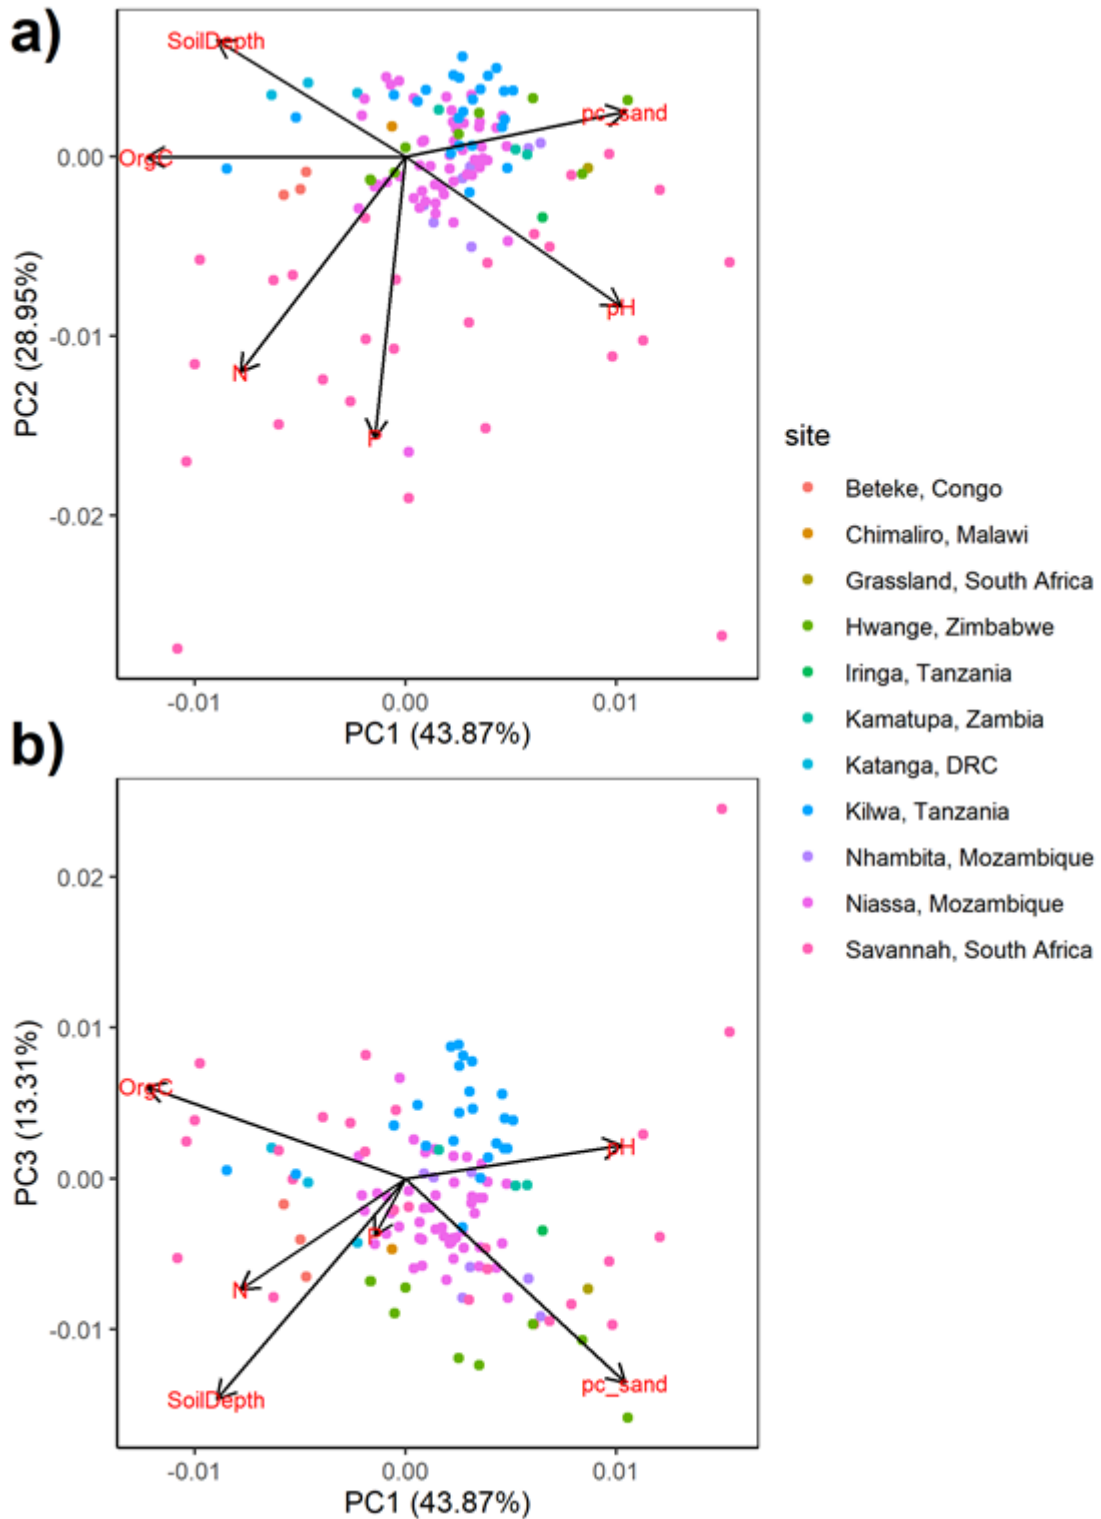 a)
SoilDepth
pc_sand
0.00
OrgC
pH
-0.01
N
P
-0.02
PC2 (28.95%)
-0.01
0.00
0.01
PC1 (43.87%)
site
Beteke, Congo
Chimaliro, Malawi
Grassland, South Africa
Hwange, Zimbabwe
Iringa, Tanzania
Kamatupa, Zambia
Katanga, DRC
Kilwa, Tanzania
Nhambita, Mozambique
Niassa, Mozambique
Savannah, South Africa
b)
0.02
0.01
OrgC
pH
0.00
P
N
-0.01
SoilDepth
pc_sand
PC3 (13.31%)
-0.01
0.00
0.01
PC1 (43.87%)